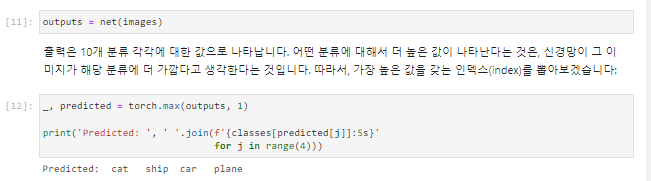 [11]: outputs = net(images)
출력은 10개 분류 각각에 대한 값으로 나타납니다. 어떤 분류에 대해서 더 높은 값이 나타난다는 것은, 신경망이 그 이
미지가 해당 분류에 더 가깝다고 생각한다는 것입니다. 따라서, 가장 높은 값을 갖는 인덱스(index)를 뽑아보겠습니다:
[12]: _, predicted = torch.max(outputs, 1)
print('Predicted: ', ' '.join(f'{classes[predicted[j]]:5s}'
for j in range(4)))
Predicted:  cat   ship  car   plane